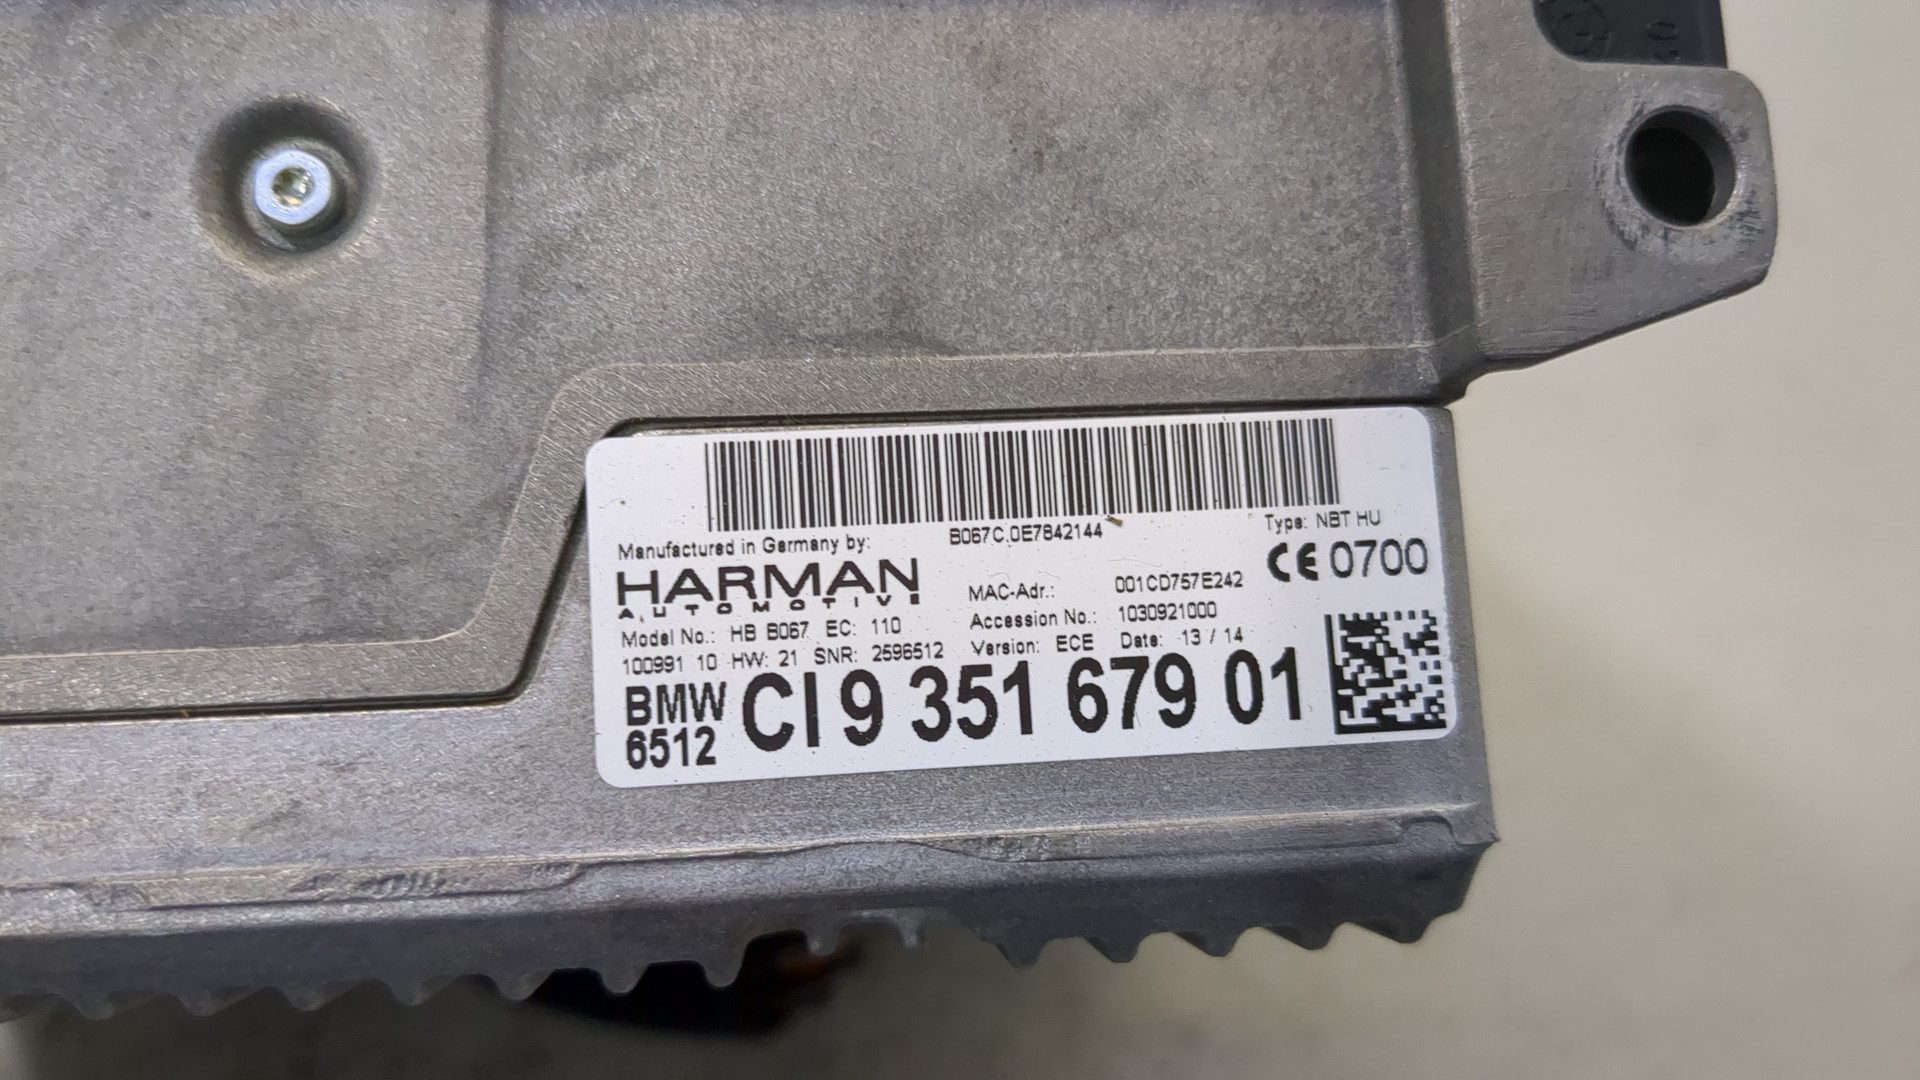 B067C.0E7842144
Type: NBT HU
Manufactured in Germany by:
HARMAN
AUTOMOTIVE
CE 0700
MAC-Adr.: 001CD757E242
Accession No.: 1030921000
Model No.: HB B067 EC: 110
Version: ECE Date: 13 / 14
100991 10 HW: 21 SNR: 2596512
BMW
6512
CI 9 351 679 01